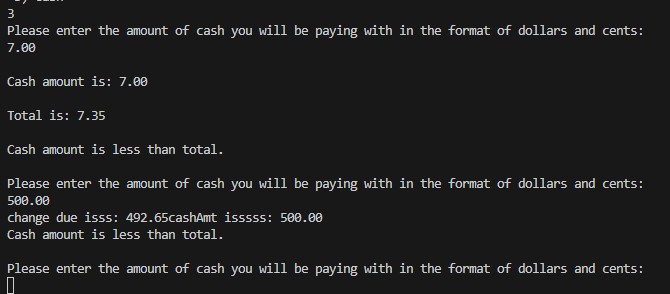 3
Please enter the amount of cash you will be paying with in the format of dollars and cents:
7.00
Cash amount is: 7.00
Total is: 7.35
Cash amount is less than total.
Please enter the amount of cash you will be paying with in the format of dollars and cents:
500.00
change due isss: 492.65cashAmt isssss: 500.00
Cash amount is less than total.
Please enter the amount of cash you will be paying with in the format of dollars and cents: